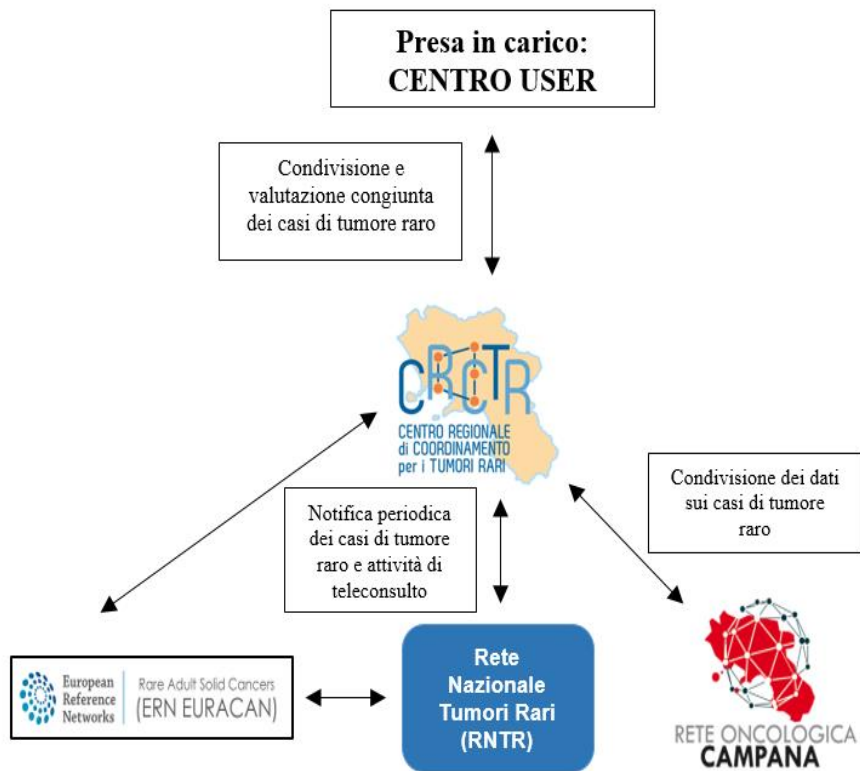 Presa in carico:
CENTRO USER
Condivisione e
valutazione congiunta
dei casi di tumore raro
CRCTR
CENTRO REGIONALE
di COORDINAMENTO
per i TUMORI RARI
Condivisione dei dati
sui casi di tumore
raro
Notifica periodica
dei casi di tumore
raro e attività di
teleconsulto
European
Reference
Networks
Rare Adult Solid Cancers
(ERN EURACAN)
Rete
Nazionale
Tumori Rari
(RNTR)
RETE ONCOLOGICA
CAMPANA